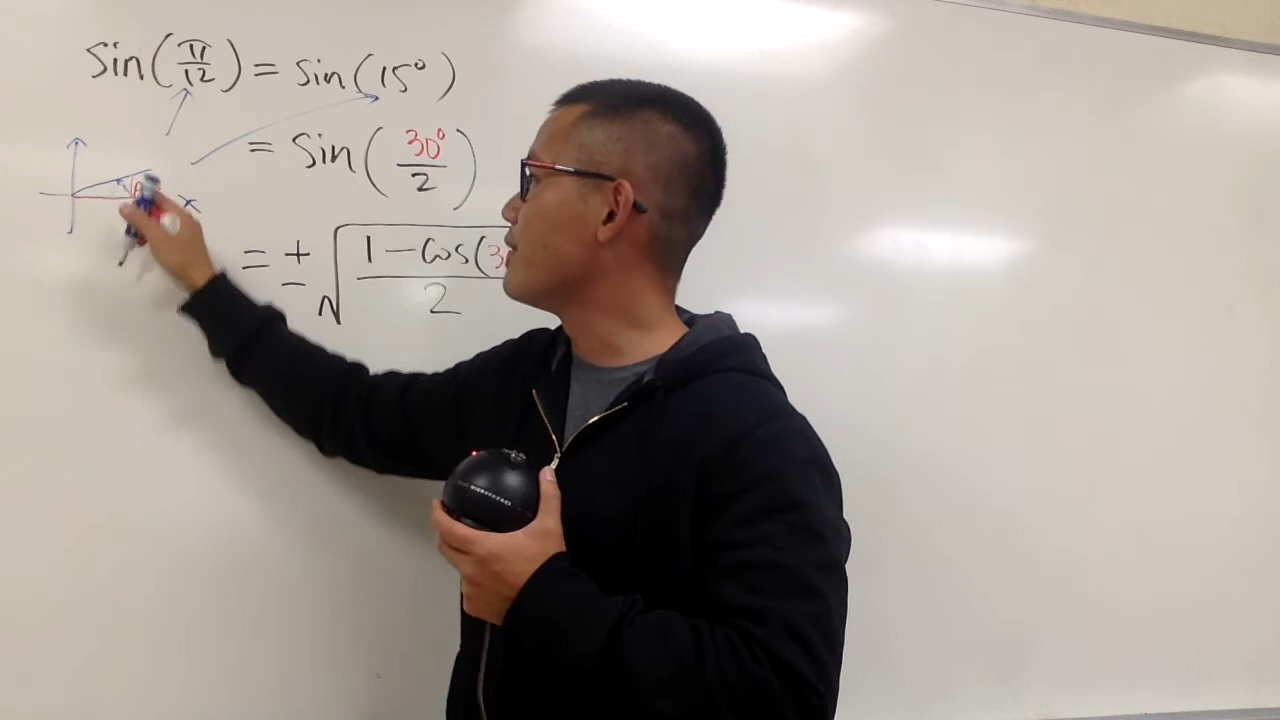 sin(π/12) = sin(15°)
= sin(30°/2)
x
= ± √((1 - cos(3
2